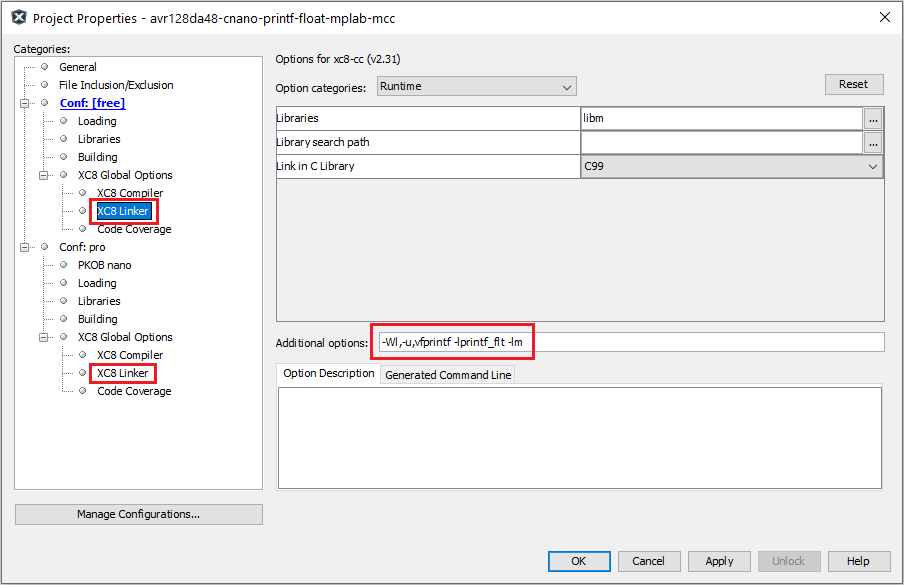 Project Properties - avr128da48-cnano-printf-float-mplab-mcc
Categories:
General
File Inclusion/Exclusion
Conf: [free]
Loading
Libraries
Building
XC8 Global Options
XC8 Compiler
XC8 Linker
Code Coverage
Conf: pro
PKOB nano
Loading
Libraries
Building
XC8 Global Options
XC8 Compiler
XC8 Linker
Code Coverage
Manage Configurations...
Options for xc8-cc (v2.31)
Option categories: Runtime
Reset
Libraries libm ...
Library search path ...
Link in C Library C99
Additional options: -Wl,-u,vfprintf -lprintf_flt -lm
Option Description Generated Command Line
OK Cancel Apply Unlock Help